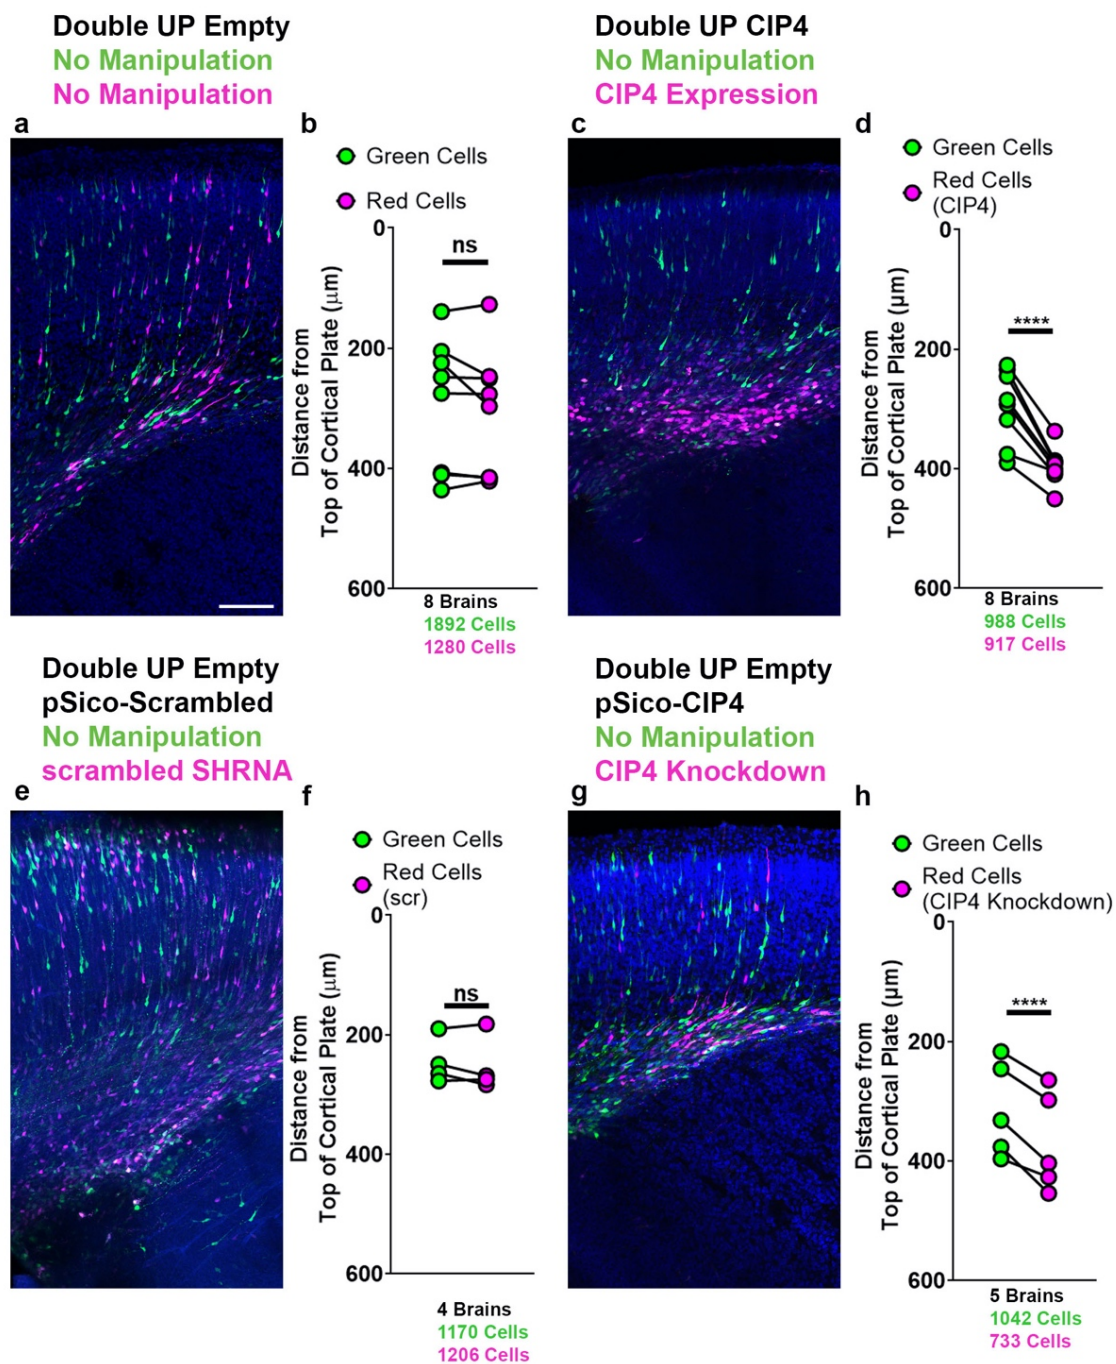 Double UP Empty
No Manipulation
No Manipulation
Double UP CIP4
No Manipulation
CIP4 Expression
a
b
Green Cells
Red Cells
0
200
400
600
Distance from
Top of Cortical Plate (μm)
ns
8 Brains
1892 Cells
1280 Cells
c
d
Green Cells
Red Cells
(CIP4)
0
200
400
600
Distance from
Top of Cortical Plate (μm)
****
8 Brains
988 Cells
917 Cells
Double UP Empty
pSico-Scrambled
No Manipulation
scrambled SHRNA
Double UP Empty
pSico-CIP4
No Manipulation
CIP4 Knockdown
e
f
Green Cells
Red Cells
(scr)
0
200
400
600
Distance from
Top of Cortical Plate (μm)
ns
4 Brains
1170 Cells
1206 Cells
g
h
Green Cells
Red Cells
(CIP4 Knockdown)
0
200
400
600
Distance from
Top of Cortical Plate (μm)
****
5 Brains
1042 Cells
733 Cells